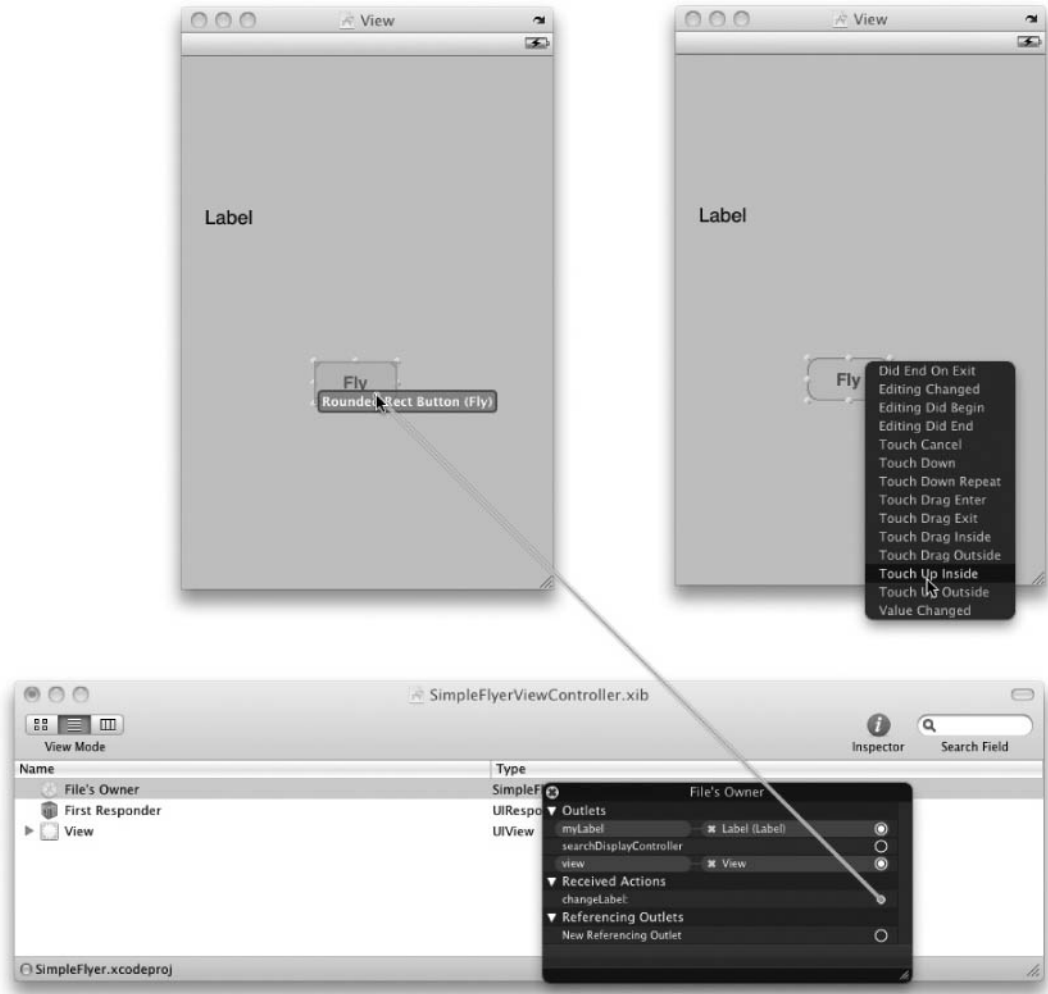 View
Label
Fly
Rounded Rect Button (Fly)
View
Label
Fly
Did End On Exit
Editing Changed
Editing Did Begin
Editing Did End
Touch Cancel
Touch Down
Touch Down Repeat
Touch Drag Enter
Touch Drag Exit
Touch Drag Inside
Touch Drag Outside
Touch Up Inside
Touch Up Outside
Value Changed
SimpleFlyerViewController.xib
View Mode
Inspector
Search Field
Name
Type
File's Owner
SimpleF
First Responder
UIRespo
View
UIView
File's Owner
Outlets
myLabel
Label (Label)
searchDisplayController
view
View
Received Actions
changeLabel:
Referencing Outlets
New Referencing Outlet
SimpleFlyer.xcodeproj